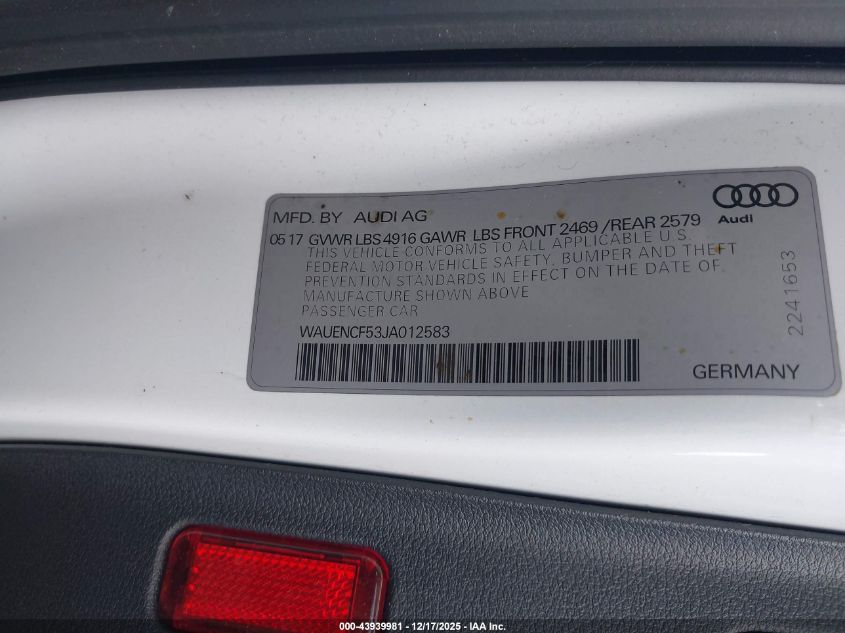 MFD. BY AUDI AG
Audi
05 17 GVWR LBS 4916 GAWR LBS FRONT 2469 /REAR 2579
THIS VEHICLE CONFORMS TO ALL APPLICABLE U.S.
FEDERAL MOTOR VEHICLE SAFETY, BUMPER AND THEFT
PREVENTION STANDARDS IN EFFECT ON THE DATE OF
MANUFACTURE SHOWN ABOVE
PASSENGER CAR
WAUENCF53JA012583
GERMANY
2241653
000-43939981 - 12/17/2025 - IAA Inc.